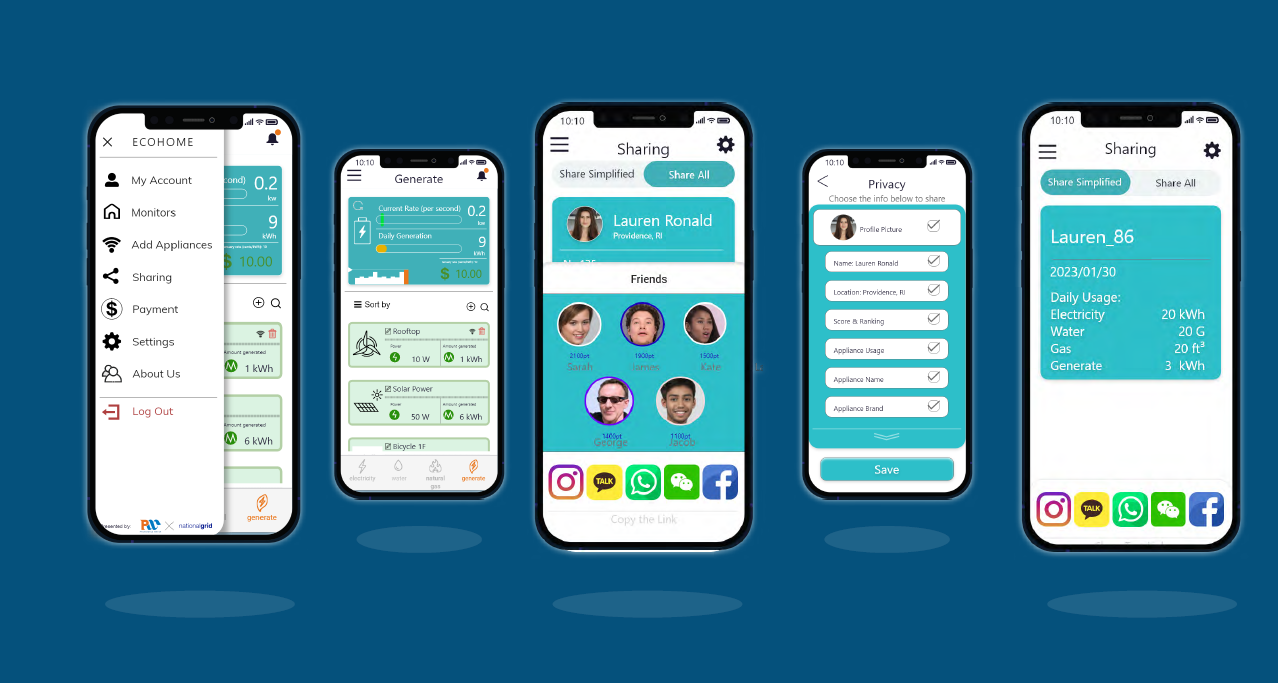 ECOHOME
My Account
Monitors
Add Appliances
Sharing
Payment
Settings
About Us
Log Out
nationalgrid
cond) 0.2
kw
9
kWh
$ 10.00
Amount generated
1 kWh
Amount generated
6 kWh
generate
10:10
Generate
Current Rate (per second) 0.2
kw
Daily Generation
9
kWh
$ 10.00
Sort by
Rooftop
Power
Amount generated
10 W
1 kWh
Solar Power
Power
Amount generated
50 W
6 kWh
Bicycle 1F
electricity
water
natural
gas
generate
10:10
Sharing
Share Simplified
Share All
Lauren Ronald
Providence, RI
Friends
2100pt
1900pt
1500pt
Sarah
James
Kate
1400pt
1100pt
George
Jacob
TALK
Copy the Link
10:10
Privacy
Choose the info below to share
Profile Picture
Name: Lauren Ronald
Location: Providence, RI
Score & Ranking
Appliance Usage
Appliance Name
Appliance Brand
Save
10:10
Sharing
Share Simplified
Share All
Lauren_86
2023/01/30
Daily Usage:
Electricity 20 kWh
Water 20 G
Gas 20 ft³
Generate 3 kWh
TALK